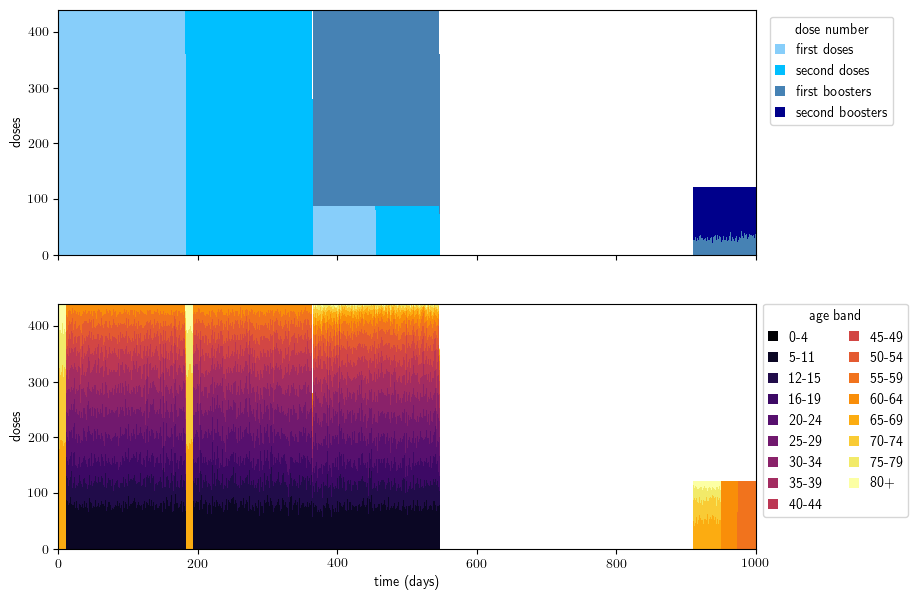 400
300
200
100
0
doses
dose number
first doses
second doses
first boosters
second boosters
400
300
200
100
0
doses
0 200 400 600 800 1000
time (days)
age band
0-4 45-49
5-11 50-54
12-15 55-59
16-19 60-64
20-24 65-69
25-29 70-74
30-34 75-79
35-39 80+
40-44